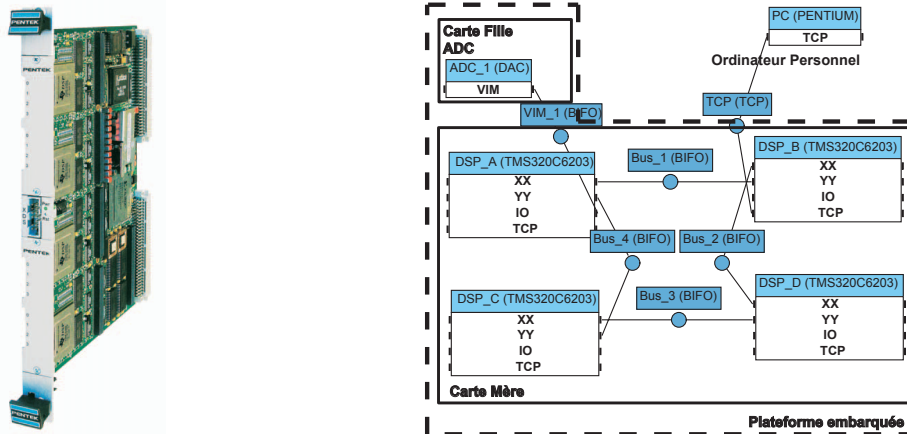 PENTEK
PENTEK
PENTEK
PENTEK
Carte Fille
ADC
ADC_1 (DAC)
VIM
PC (PENTIUM)
TCP
Ordinateur Personnel
VIM_1 (BIFO)
TCP (TCP)
DSP_A (TMS320C6203)
XX
YY
IO
TCP
Bus_1 (BIFO)
DSP_B (TMS320C6203)
XX
YY
IO
TCP
Bus_4 (BIFO)
Bus_2 (BIFO)
DSP_C (TMS320C6203)
XX
YY
IO
TCP
Bus_3 (BIFO)
DSP_D (TMS320C6203)
XX
YY
IO
TCP
Carte Mère
Plateforme embarquée